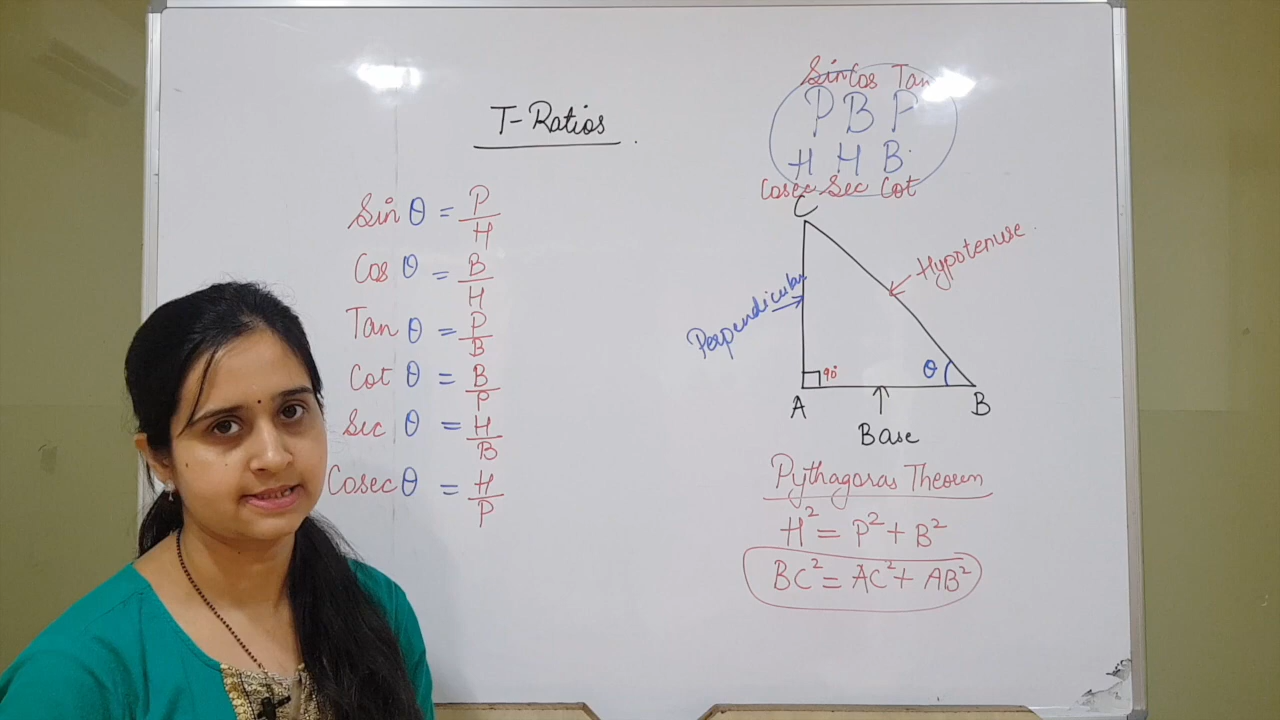 T-Ratios
Sin θ = P/H
Cos θ = B/H
Tan θ = P/B
Cot θ = B/P
Sec θ = H/B
Cosec θ = H/P
Sin Cos Tan
P B P
H H B
Cosec Sec Cot
C
Hypotenuse
Perpendicular
90°
θ
A
B
Base
Pythagoras Theorem
H² = P² + B²
BC² = AC² + AB²